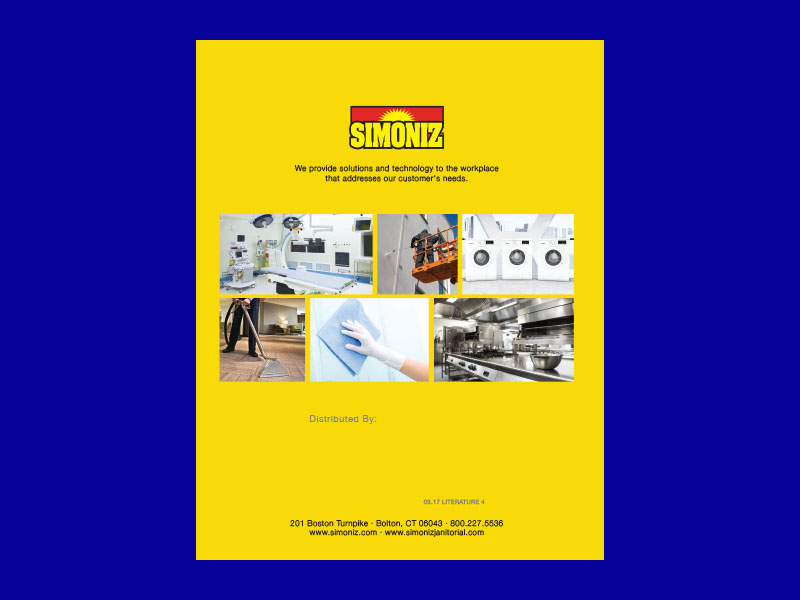 SIMONIZ
We provide solutions and technology to the workplace
that addresses our customer's needs.
Distributed By:
05.17 LITERATURE 4
201 Boston Turnpike · Bolton, CT 06043 · 800.227.5536
www.simoniz.com · www.simonizjanitorial.com